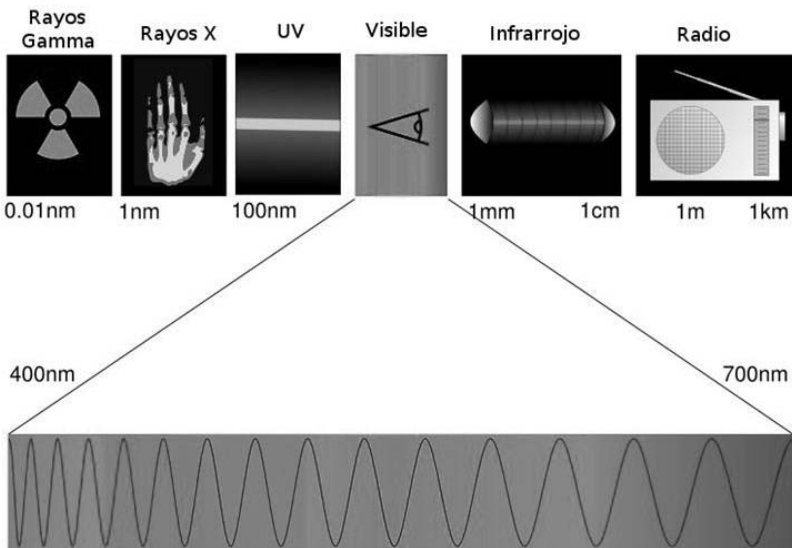 Rayos
Gamma
Rayos X
UV
Visible
Infrarrojo
Radio
0.01nm
1nm
100nm
1mm
1cm
1m
1km
400nm
700nm